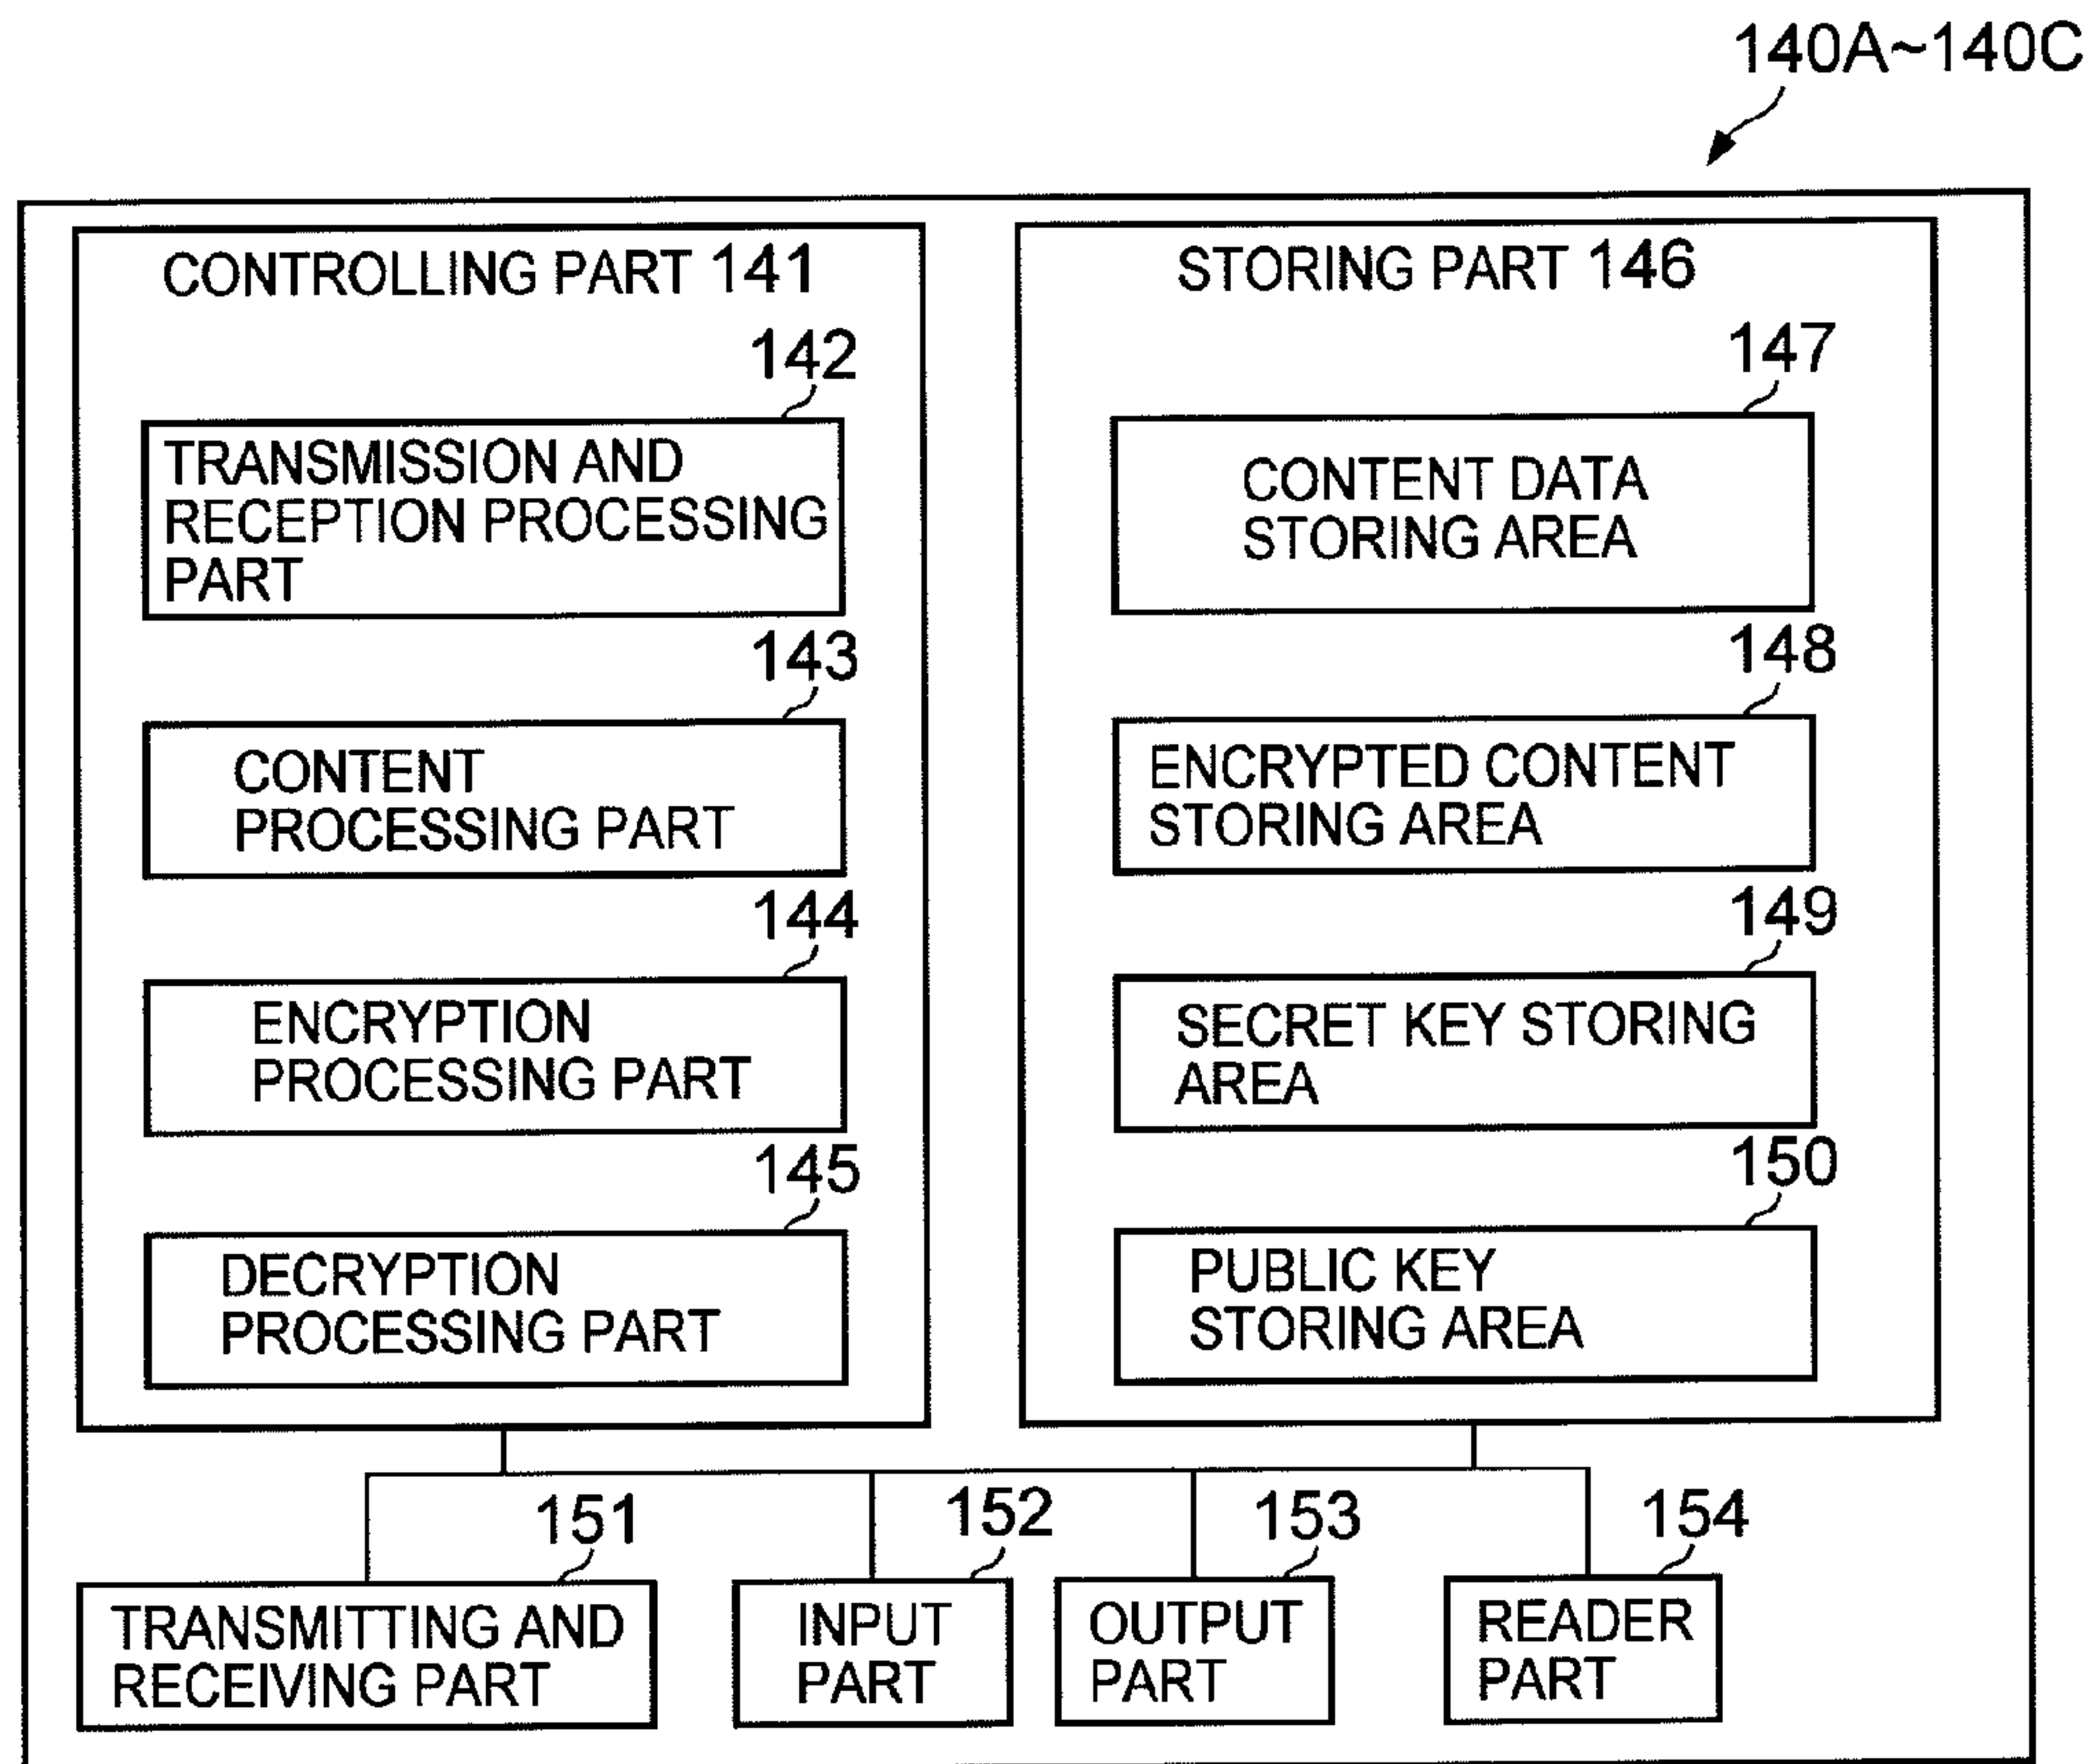 140A~140C
CONTROLLING PART 141
142
TRANSMISSION AND
RECEPTION PROCESSING
PART
143
CONTENT
PROCESSING PART
144
ENCRYPTION
PROCESSING PART
145
DECRYPTION
PROCESSING PART
STORING PART 146
147
CONTENT DATA
STORING AREA
148
ENCRYPTED CONTENT
STORING AREA
149
SECRET KEY STORING
AREA
150
PUBLIC KEY
STORING AREA
151
TRANSMITTING AND
RECEIVING PART
152
INPUT
PART
153
OUTPUT
PART
154
READER
PART